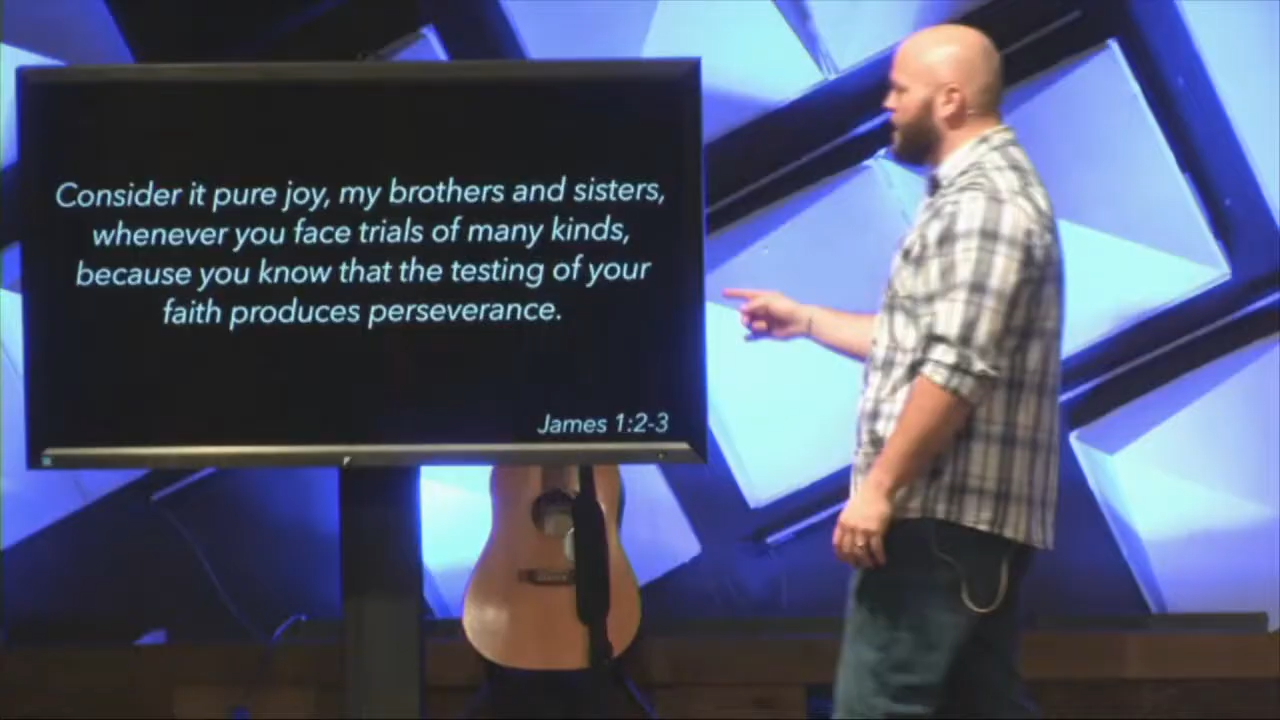 Consider it pure joy, my brothers and sisters,
whenever you face trials of many kinds,
because you know that the testing of your
faith produces perseverance.
James 1:2-3